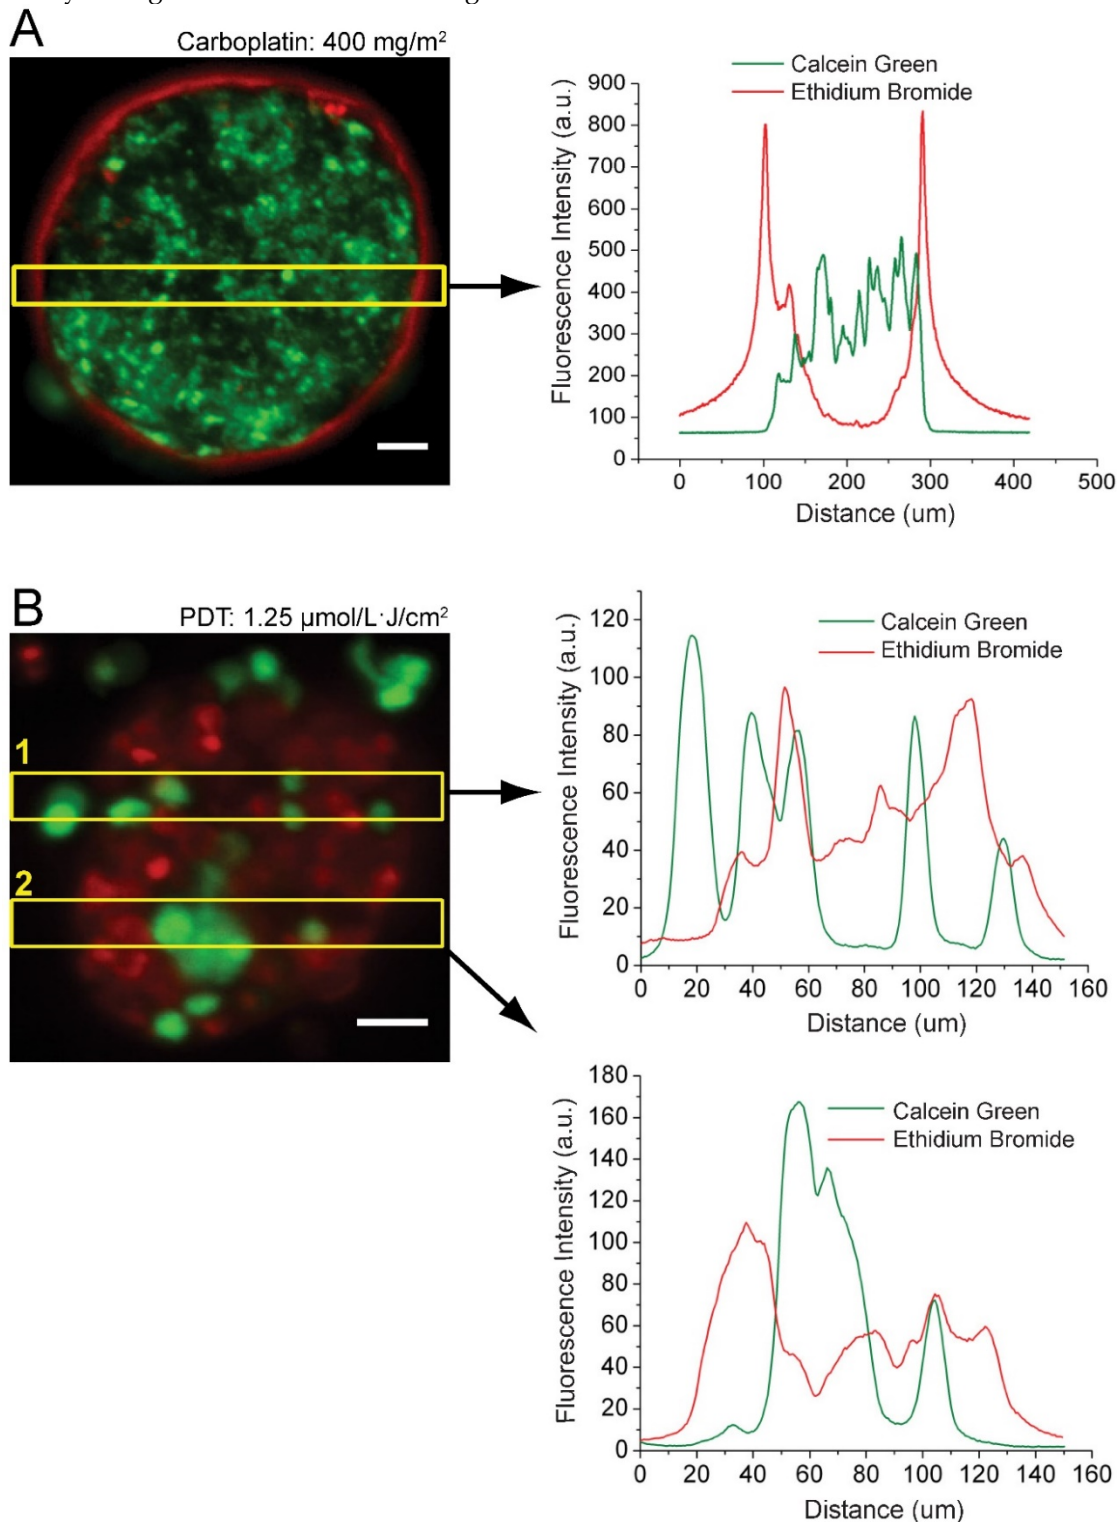 A
Carboplatin: 400 mg/m²
Calcein Green
Ethidium Bromide
Fluorescence Intensity (a.u.)
900
800
700
600
500
400
300
200
100
0
0 100 200 300 400 500
Distance (um)
B
PDT: 1.25 µmol/L·J/cm²
1
2
Calcein Green
Ethidium Bromide
Fluorescence Intensity (a.u.)
120
100
80
60
40
20
0
0 20 40 60 80 100 120 140 160
Distance (um)
Calcein Green
Ethidium Bromide
Fluorescence Intensity (a.u.)
180
160
140
120
100
80
60
40
20
0
0 20 40 60 80 100 120 140 160
Distance (um)